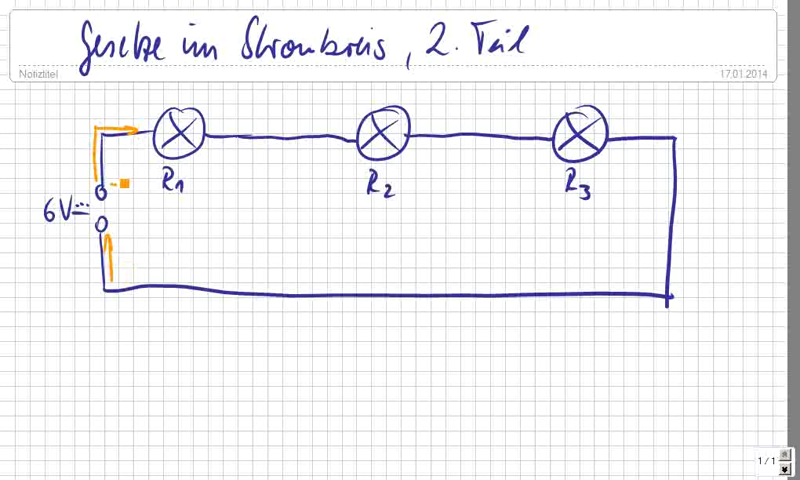 Gesetze im Stromkreis, 2. Teil
Notiztitel
17.01.2014
R1
R2
R3
6V
1/1